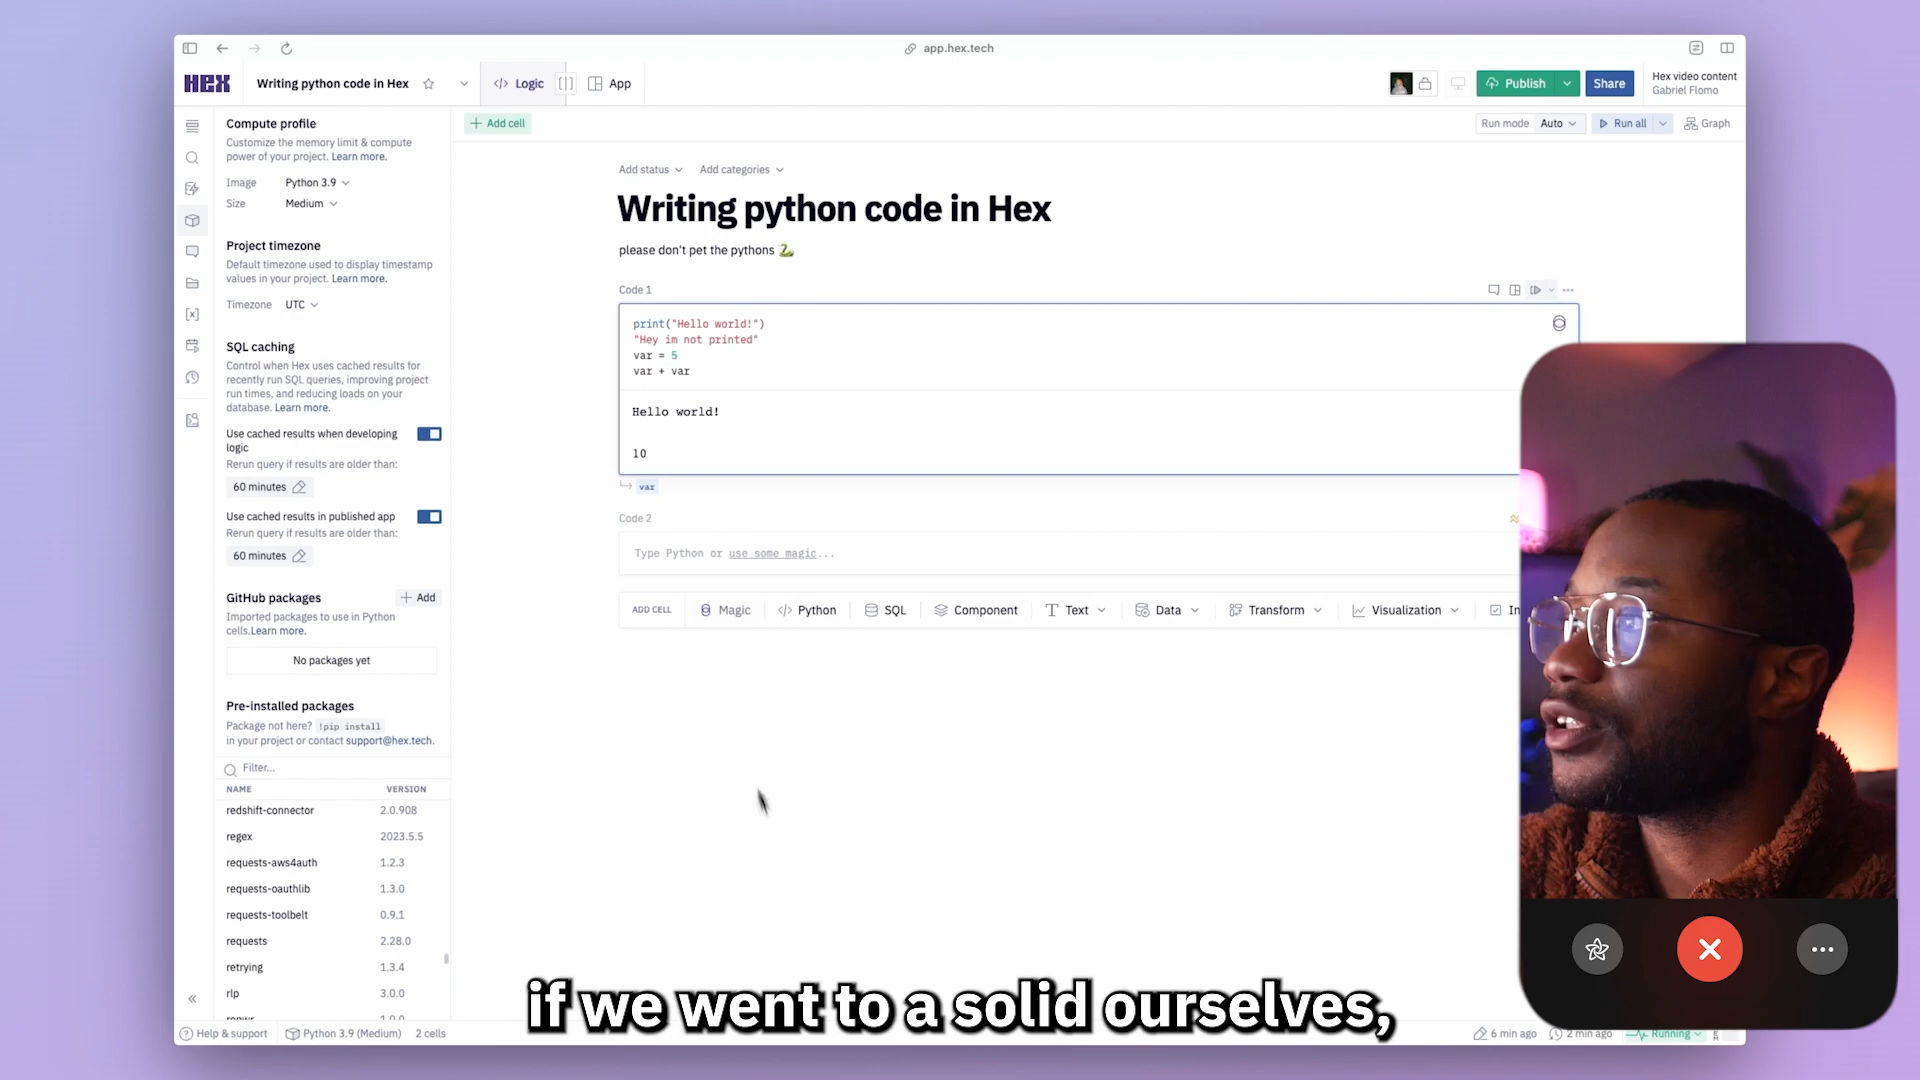 app.hex.tech
HEX
Writing python code in Hex
Logic
App
Publish
Share
Hex video content
Gabriel Flomo
Add cell
Run mode
Auto
Run all
Graph
Compute profile
Customize the memory limit & compute
power of your project. Learn more.
Image
Python 3.9
Size
Medium
Project timezone
Default timezone used to display timestamp
values in your project. Learn more.
Timezone
UTC
SQL caching
Control when Hex uses cached results for
recently run SQL queries, improving project
run times, and reducing loads on your
database. Learn more.
Use cached results when developing
logic
Rerun query if results are older than:
60 minutes
Use cached results in published app
Rerun query if results are older than:
60 minutes
GitHub packages
Add
Imported packages to use in Python
cells.Learn more.
No packages yet
Pre-installed packages
Package not here? !pip install
in your project or contact support@hex.tech.
Filter...
NAME VERSION
redshift-connector 2.0.908
regex 2023.5.5
requests-aws4auth 1.2.3
requests-oauthlib 1.3.0
requests-toolbelt 0.9.1
requests 2.28.0
retrying 1.3.4
rlp 3.0.0
Add status
Add categories
Writing python code in Hex
please don't pet the pythons
Code 1
print("Hello world!")
"Hey im not printed"
var = 5
var + var
Hello world!
10
var
Code 2
Type Python or use some magic...
ADD CELL
Magic
Python
SQL
Component
Text
Data
Transform
Visualization
In
if we went to a solid ourselves,
Help & support
Python 3.9 (Medium)
2 cells
6 min ago
2 min ago
Running